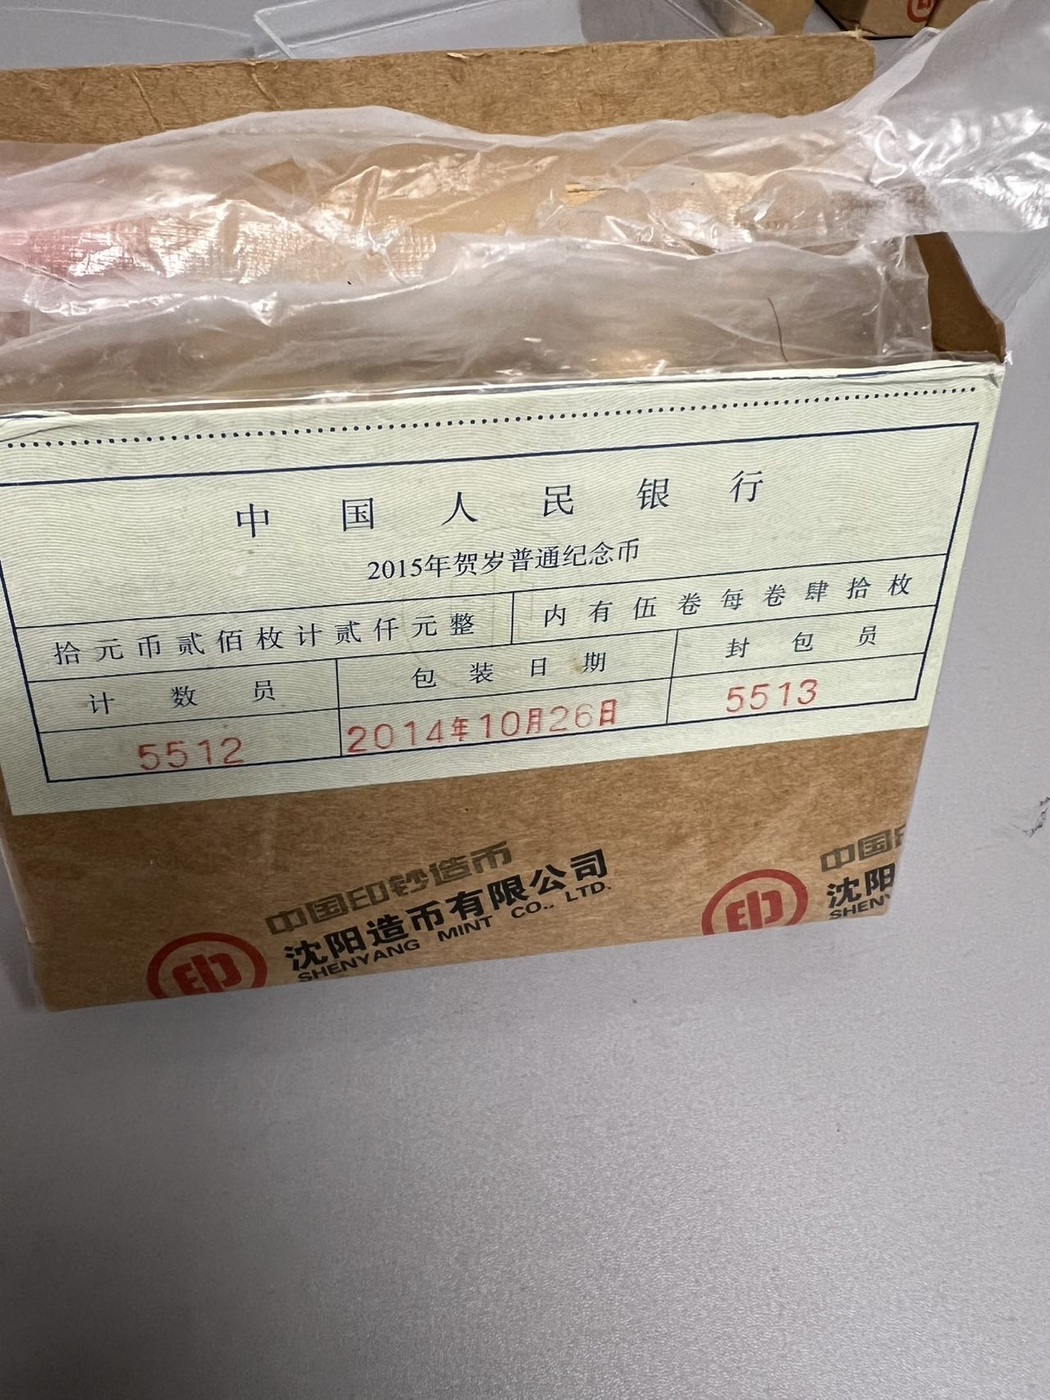 中国人民银行
2015年贺岁普通纪念币
拾元币贰佰枚计贰仟元整 内有伍卷每卷肆拾枚
计数员 包装日期 封包员
5512 2014年10月26日 5513
中国印钞造币
沈阳造币有限公司
SHENYANG MINT CO., LTD.
中国印
沈阳
SHENY